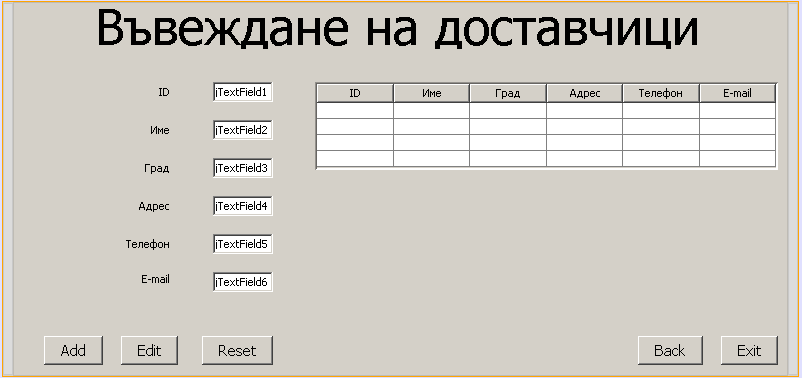 Въвеждане на доставчици
ID jTextField1
Име jTextField2
Град jTextField3
Адрес jTextField4
Телефон jTextField5
E-mail jTextField6
ID Име Град Адрес Телефон E-mail
Add Edit Reset Back Exit